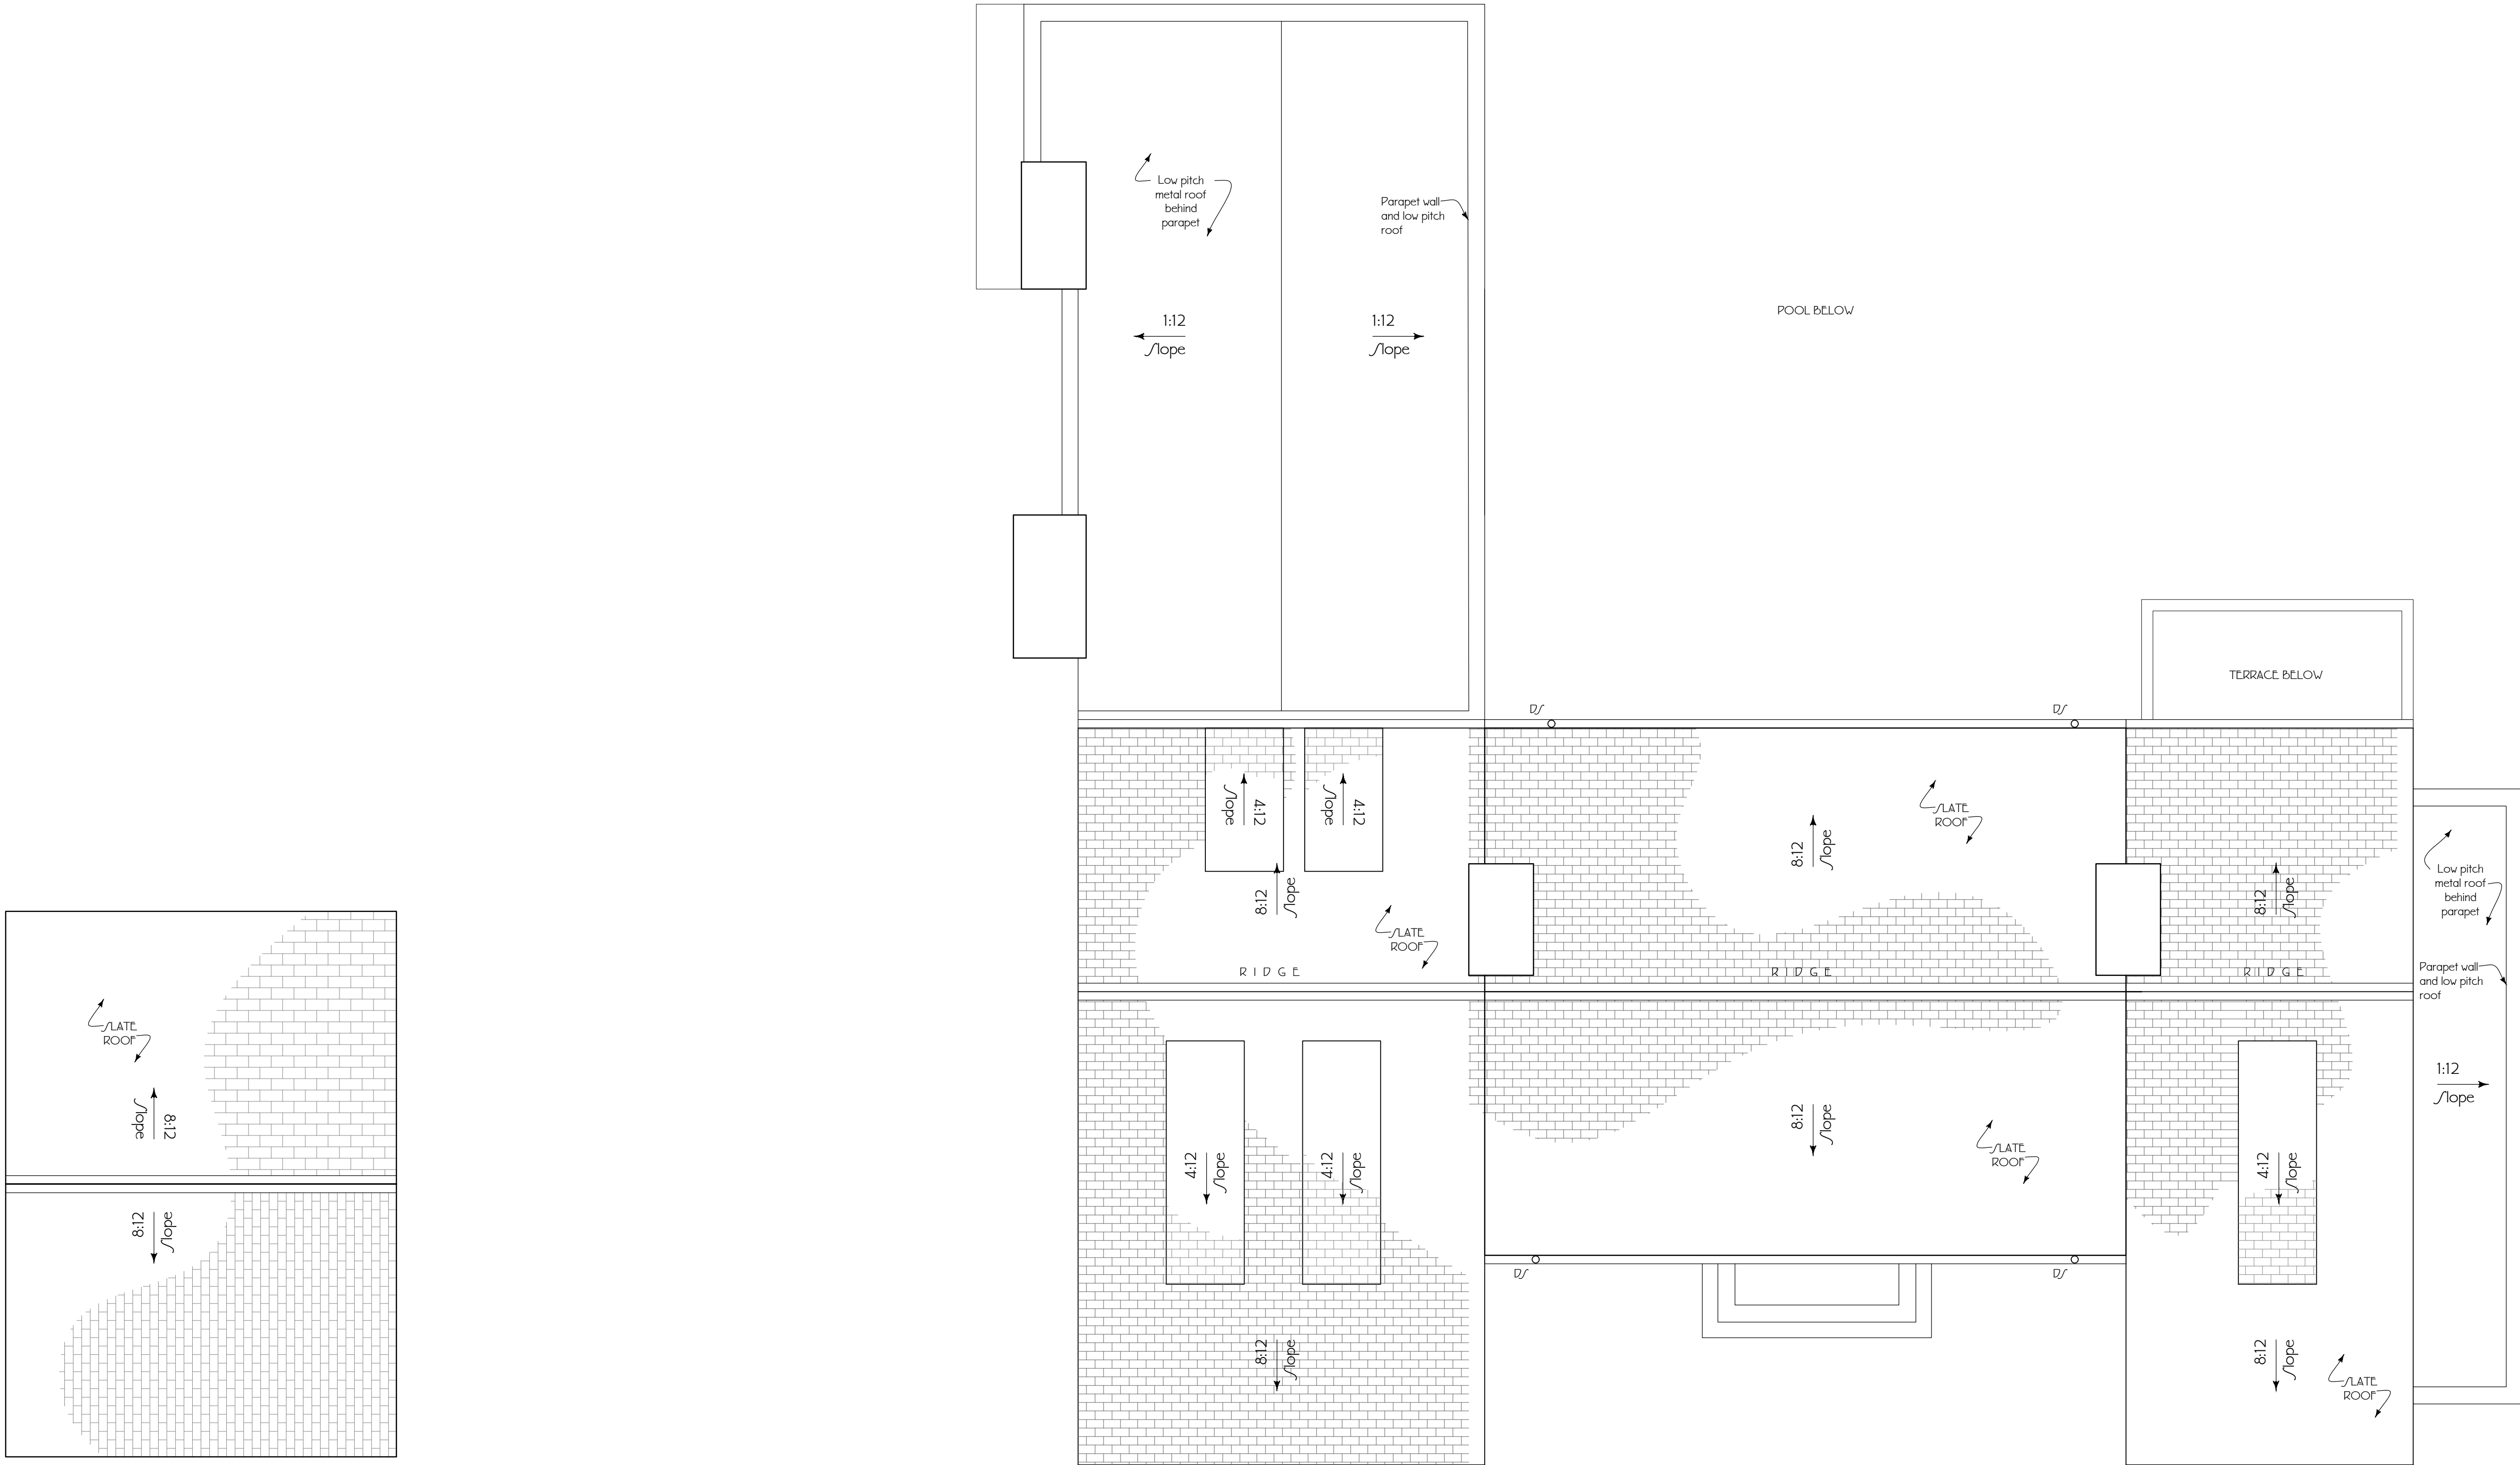 Low pitch
metal roof
behind
parapet
Parapet wall
and low pitch
roof
1:12
Slope
1:12
Slope
POOL BELOW
TERRACE BELOW
DS
DS
4:12
Slope
4:12
Slope
8:12
Slope
SLATE
ROOF
RIDGE
8:12
Slope
SLATE
ROOF
RIDGE
8:12
Slope
RIDGE
Low pitch
metal roof
behind
parapet
Parapet wall
and low pitch
roof
1:12
Slope
SLATE
ROOF
8:12
Slope
8:12
Slope
4:12
Slope
4:12
Slope
8:12
Slope
8:12
Slope
SLATE
ROOF
DS
DS
4:12
Slope
8:12
Slope
SLATE
ROOF